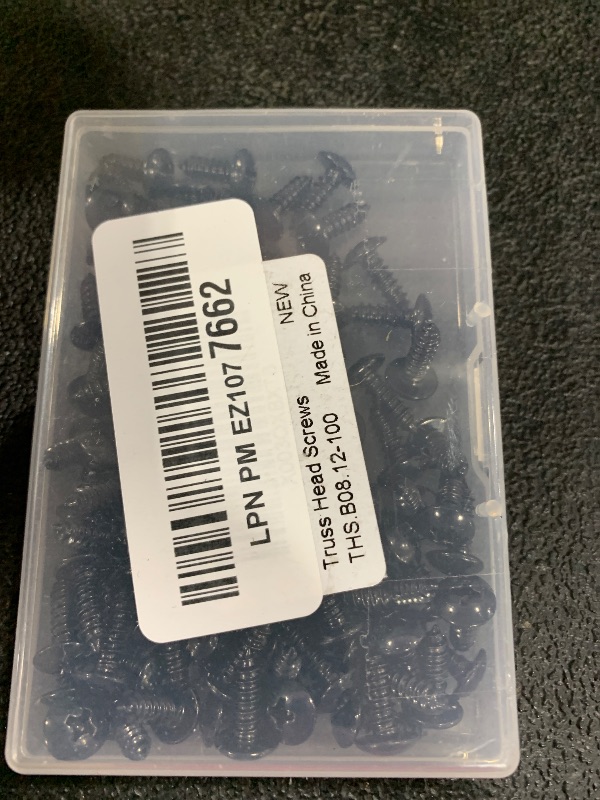 LPN PM EZ107 7662
NEW
Truss Head Screws
Made in China
THS.B08.12-100